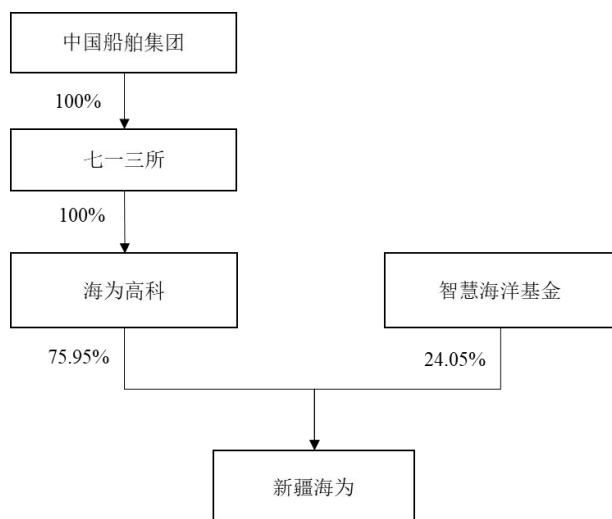 中国船舶集团
100%
七一三所
100%
海为高科
智慧海洋基金
75.95%
24.05%
新疆海为